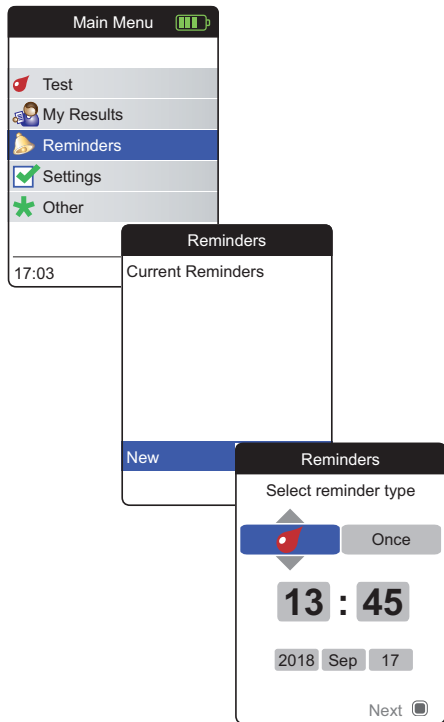 Main Menu
Test
My Results
Reminders
Settings
Other
17:03
Reminders
Current Reminders
New
Reminders
Select reminder type
Once
13 : 45
2018 Sep 17
Next